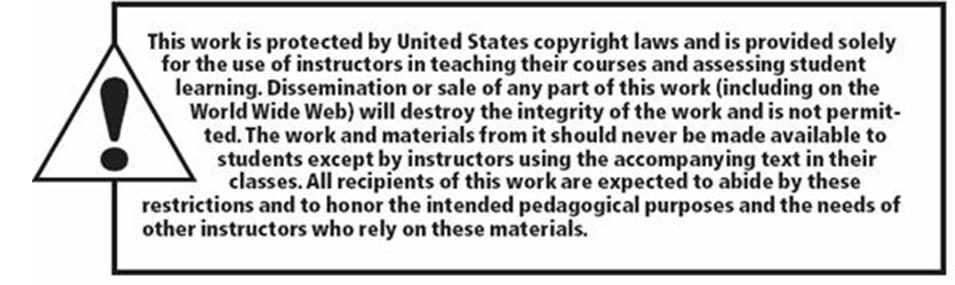 This work is protected by United States copyright laws and is provided solely
for the use of instructors in teaching their courses and assessing student
learning. Dissemination or sale of any part of this work (including on the
World Wide Web) will destroy the integrity of the work and is not permit-
ted. The work and materials from it should never be made available to
students except by instructors using the accompanying text in their
classes. All recipients of this work are expected to abide by these
restrictions and to honor the intended pedagogical purposes and the needs of
other instructors who rely on these materials.